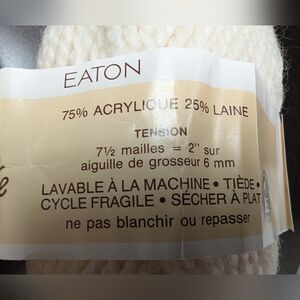 EATON
75% ACRYLIQUE 25% LAINE
TENSION
7½ mailles = 2" sur
aiguille de grosseur 6 mm
LAVABLE À LA MACHINE • TIÈDE •
CYCLE FRAGILE • SÉCHER À PLAT
ne pas blanchir ou repasser